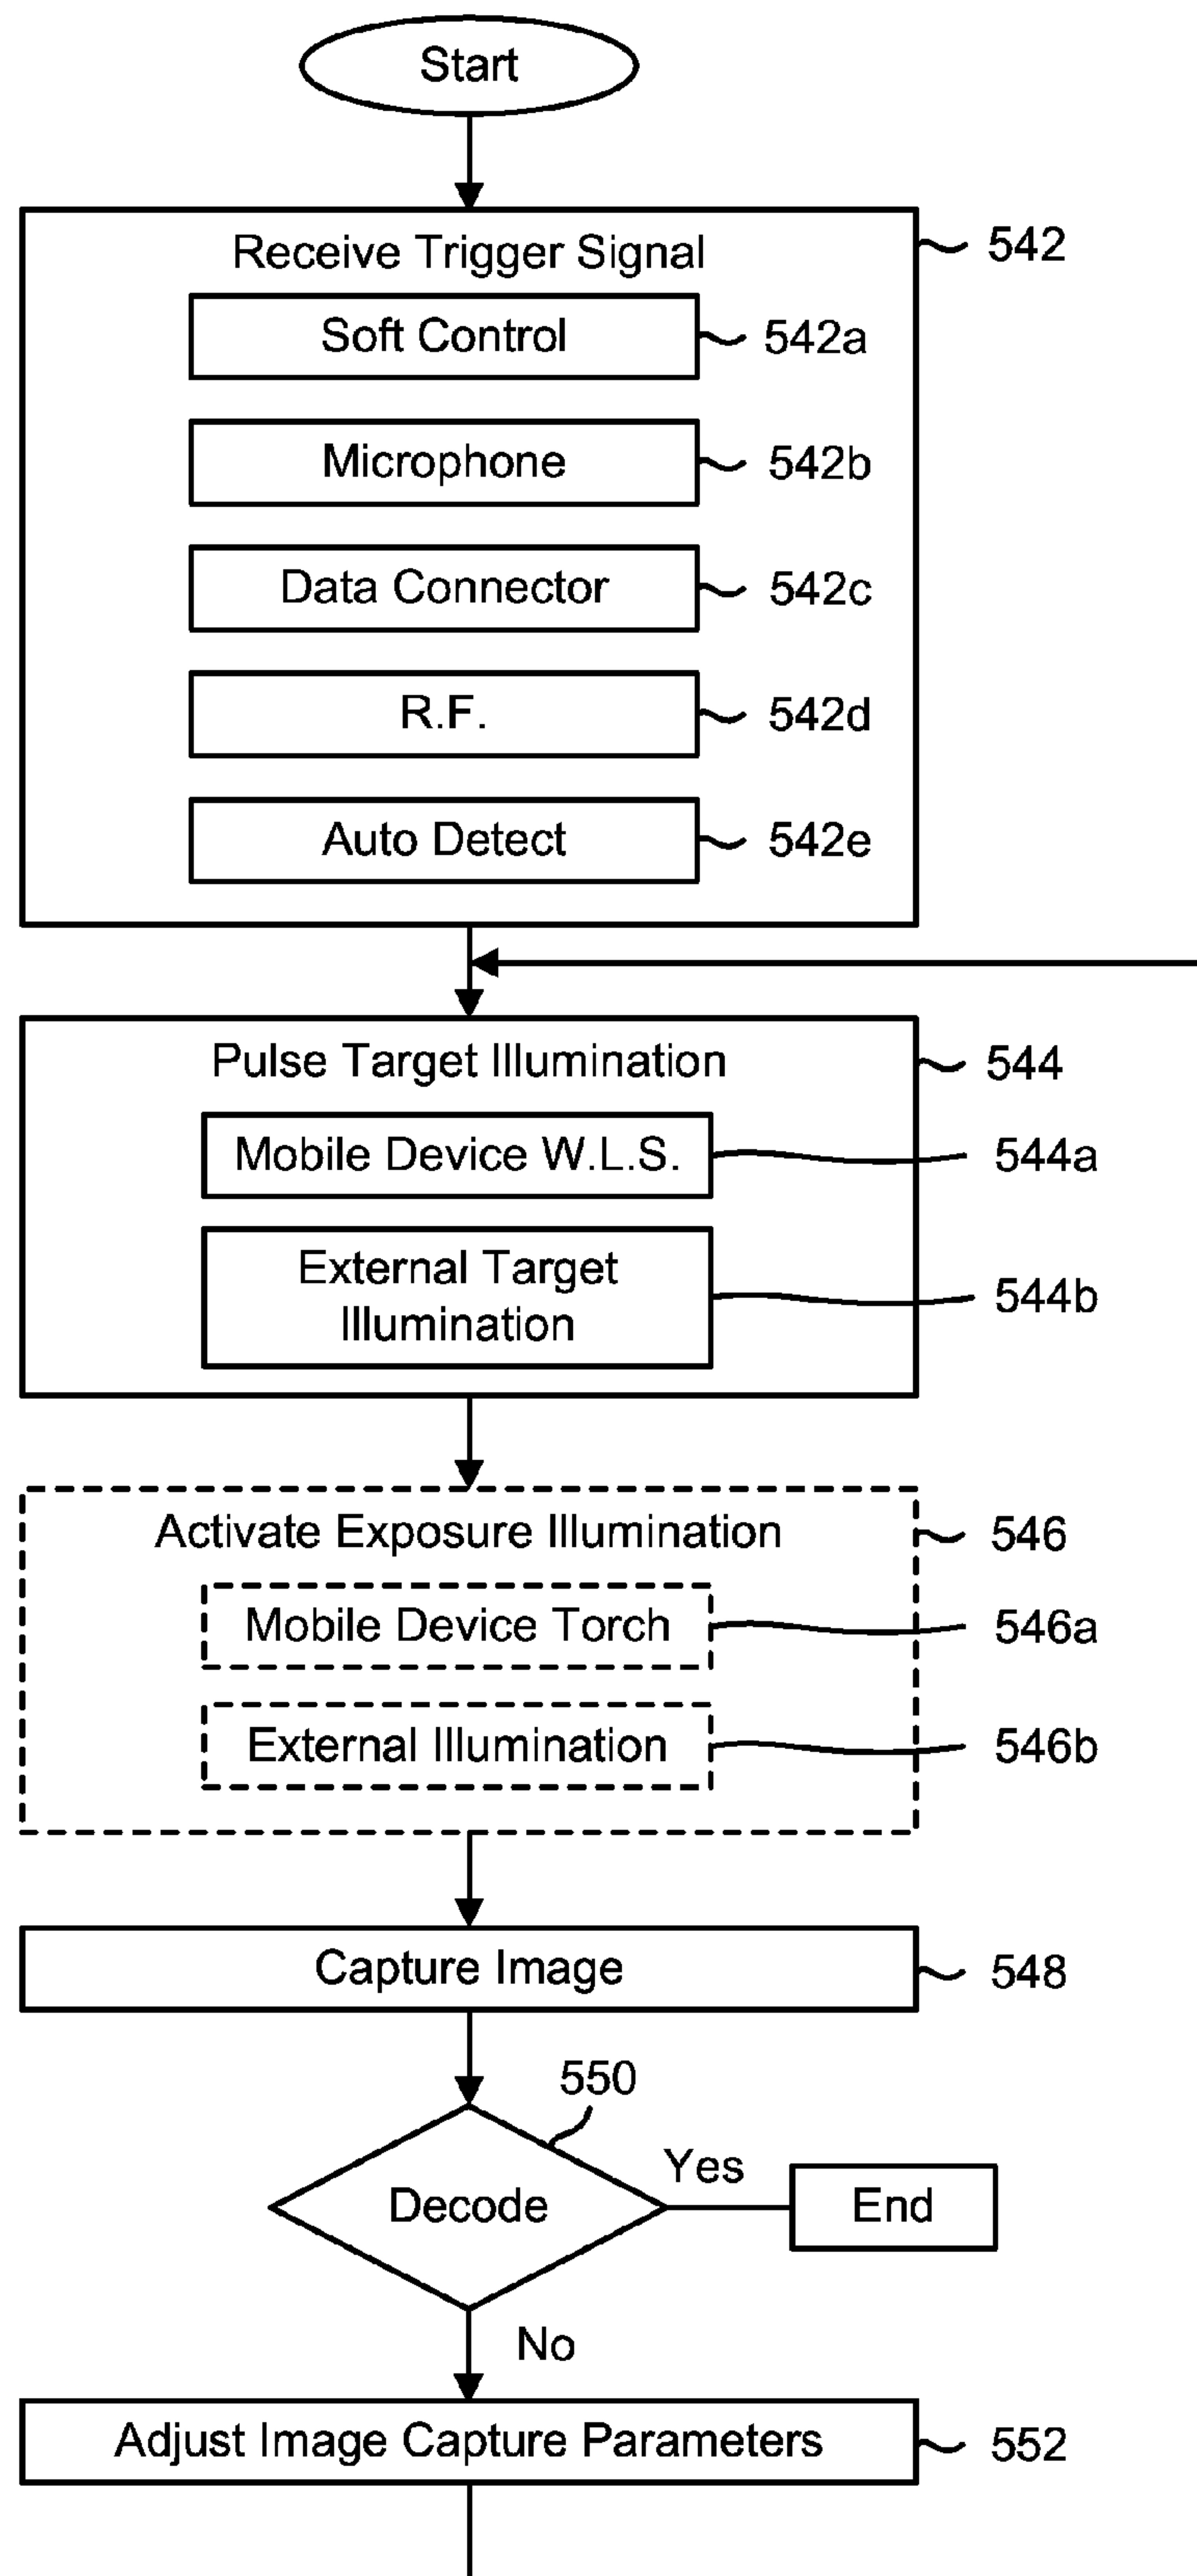 Start
Receive Trigger Signal
542
Soft Control
542a
Microphone
542b
Data Connector
542c
R.F.
542d
Auto Detect
542e
Pulse Target Illumination
544
Mobile Device W.L.S.
544a
External Target
Illumination
544b
Activate Exposure Illumination
546
Mobile Device Torch
546a
External Illumination
546b
Capture Image
548
550
Decode
Yes
End
No
Adjust Image Capture Parameters
552